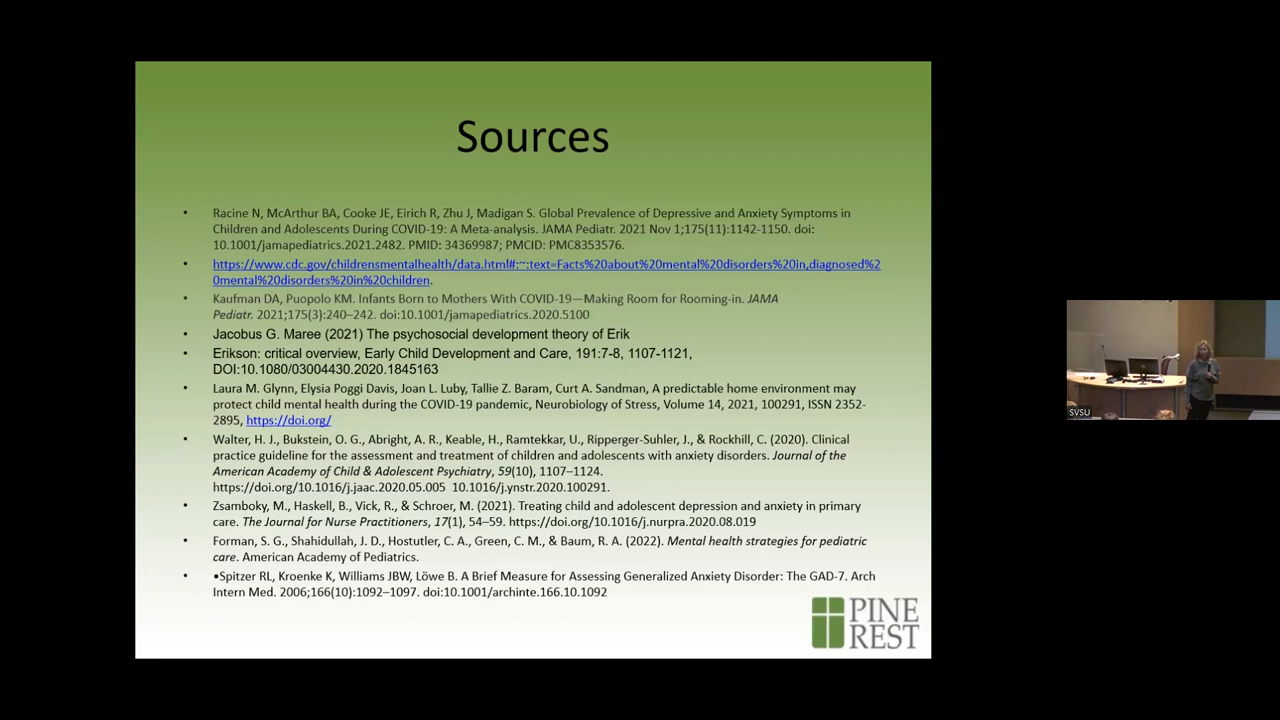 Sources
• Racine N, McArthur BA, Cooke JE, Eirich R, Zhu J, Madigan S. Global Prevalence of Depressive and Anxiety Symptoms in
Children and Adolescents During COVID-19: A Meta-analysis. JAMA Pediatr. 2021 Nov 1;175(11):1142-1150. doi:
10.1001/jamapediatrics.2021.2482. PMID: 34369987; PMCID: PMC8353576.
• https://www.cdc.gov/childrensmentalhealth/data.html#:~:text=Facts%20about%20mental%20disorders%20in,diagnosed%2
0mental%20disorders%20in%20children.
• Kaufman DA, Puopolo KM. Infants Born to Mothers With COVID-19—Making Room for Rooming-in. JAMA
Pediatr. 2021;175(3):240–242. doi:10.1001/jamapediatrics.2020.5100
• Jacobus G. Maree (2021) The psychosocial development theory of Erik
• Erikson: critical overview, Early Child Development and Care, 191:7-8, 1107-1121,
DOI:10.1080/03004430.2020.1845163
• Laura M. Glynn, Elysia Poggi Davis, Joan L. Luby, Tallie Z. Baram, Curt A. Sandman, A predictable home environment may
protect child mental health during the COVID-19 pandemic, Neurobiology of Stress, Volume 14, 2021, 100291, ISSN 2352-
2895, https://doi.org/
• Walter, H. J., Bukstein, O. G., Abright, A. R., Keable, H., Ramtekkar, U., Ripperger-Suhler, J., & Rockhill, C. (2020). Clinical
practice guideline for the assessment and treatment of children and adolescents with anxiety disorders. Journal of the
American Academy of Child & Adolescent Psychiatry, 59(10), 1107–1124.
https://doi.org/10.1016/j.jaac.2020.05.005 10.1016/j.ynstr.2020.100291.
• Zsamboky, M., Haskell, B., Vick, R., & Schroer, M. (2021). Treating child and adolescent depression and anxiety in primary
care. The Journal for Nurse Practitioners, 17(1), 54–59. https://doi.org/10.1016/j.nurpra.2020.08.019
• Forman, S. G., Shahidullah, J. D., Hostutler, C. A., Green, C. M., & Baum, R. A. (2022). Mental health strategies for pediatric
care. American Academy of Pediatrics.
• •Spitzer RL, Kroenke K, Williams JBW, Löwe B. A Brief Measure for Assessing Generalized Anxiety Disorder: The GAD-7. Arch
Intern Med. 2006;166(10):1092–1097. doi:10.1001/archinte.166.10.1092
PINE
REST
SVSU